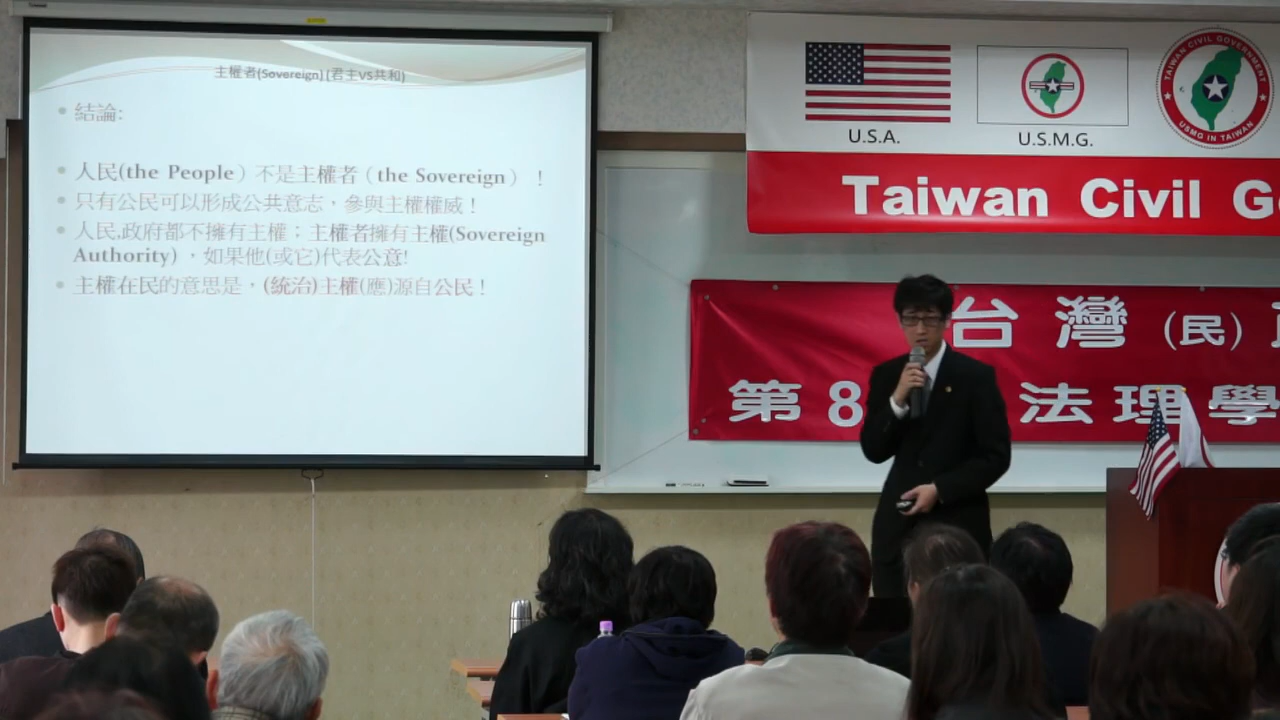 主權者(Sovereign) [君主VS共和)
結論:
人民(the People）不是主權者（the Sovereign） ！
只有公民可以形成公共意志，參與主權權威！
人民,政府都不擁有主權；主權者擁有主權(Sovereign
Authority) ，如果他(或它)代表公意!
主權在民的意思是，(統治)主權(應)源自公民！
U.S.A.
U.S.M.G.
TAIWAN CIVIL GOVERNMENT
USMG IN TAIWAN
Taiwan Civil G
台灣 (民)
第8 法理學